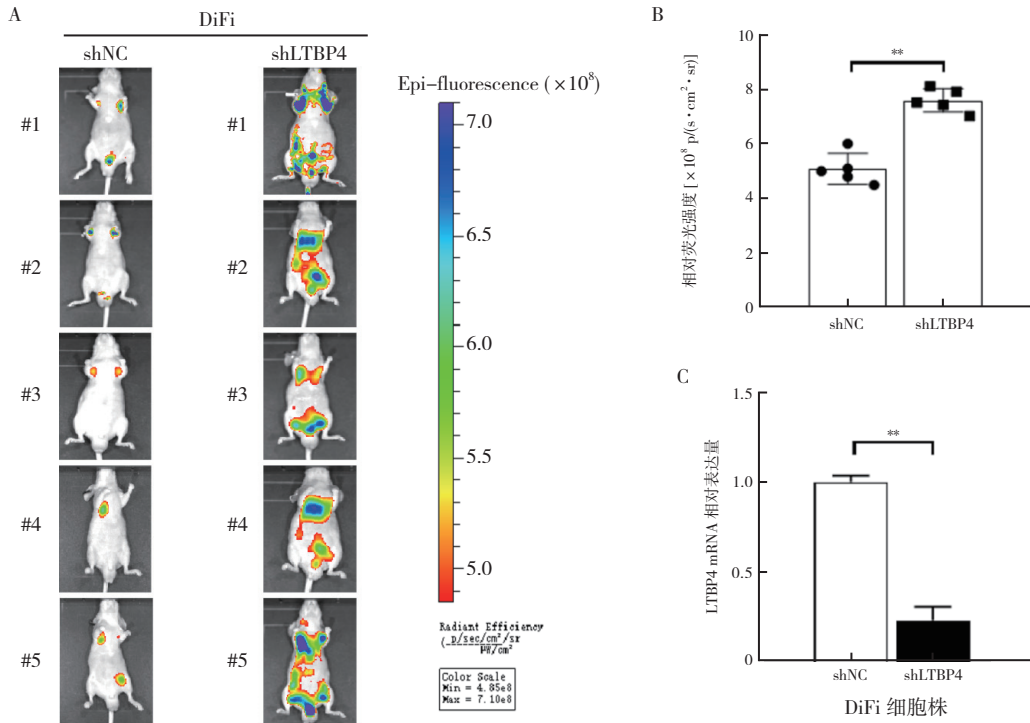 A
DiFi
shNC
shLTBP4
#1
#2
#3
#4
#5
#1
#2
#3
#4
#5
Epi-fluorescence (×10⁸)
7.0
6.5
6.0
5.5
5.0
Radiant Efficiency
(p/sec/cm²/sr
μW/cm²
Color Scale
Min = 4.85e8
Max = 7.10e8
B
相对荧光强度 [×10⁸ p/(s·cm²·sr)]
10
8
6
4
2
0
**
shNC
shLTBP4
C
LTBP4 mRNA 相对表达量
1.5
1.0
0.5
0
**
shNC
shLTBP4
DiFi 细胞株